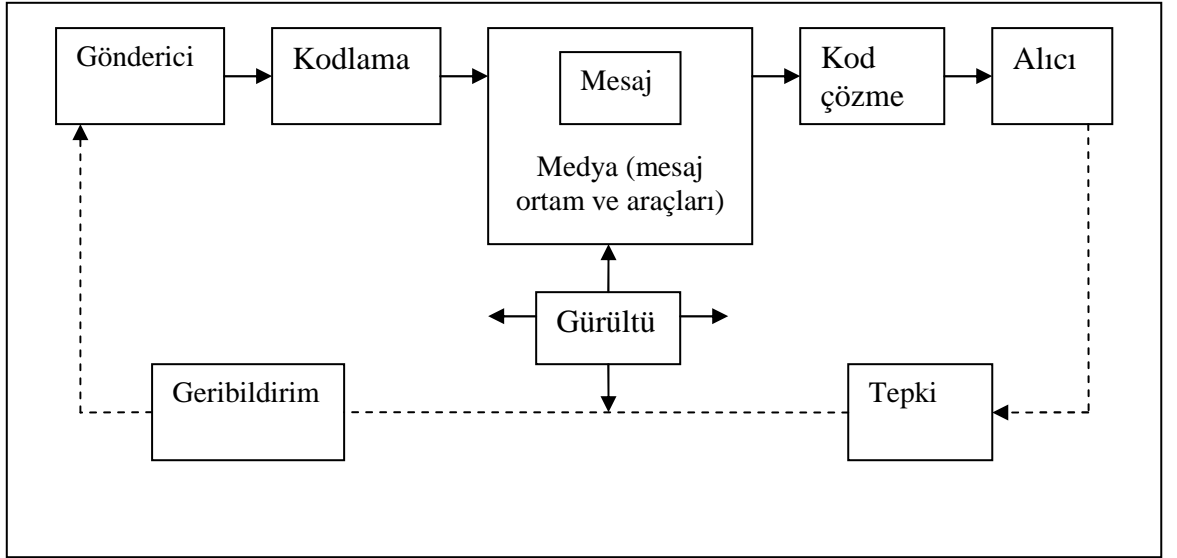 Gönderici
Kodlama
Mesaj
Medya (mesaj
ortam ve araçları)
Kod
çözme
Alıcı
Gürültü
Geribildirim
Tepki